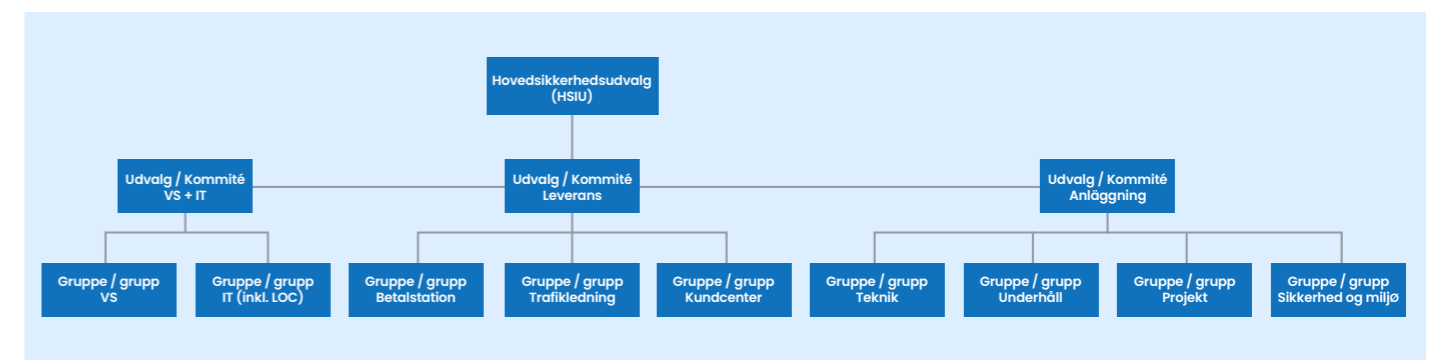 Hovedsikkerhedsudvalg
(HSIU)
Udvalg / Kommité
VS + IT
Udvalg / Kommité
Leverans
Udvalg / Kommité
Anläggning
Gruppe / grupp
VS
Gruppe / grupp
IT (inkl. LOC)
Gruppe / grupp
Betalstation
Gruppe / grupp
Trafikledning
Gruppe / grupp
Kundcenter
Gruppe / grupp
Teknik
Gruppe / grupp
Underhåll
Gruppe / grupp
Projekt
Gruppe / grupp
Sikkerhed og miljØ